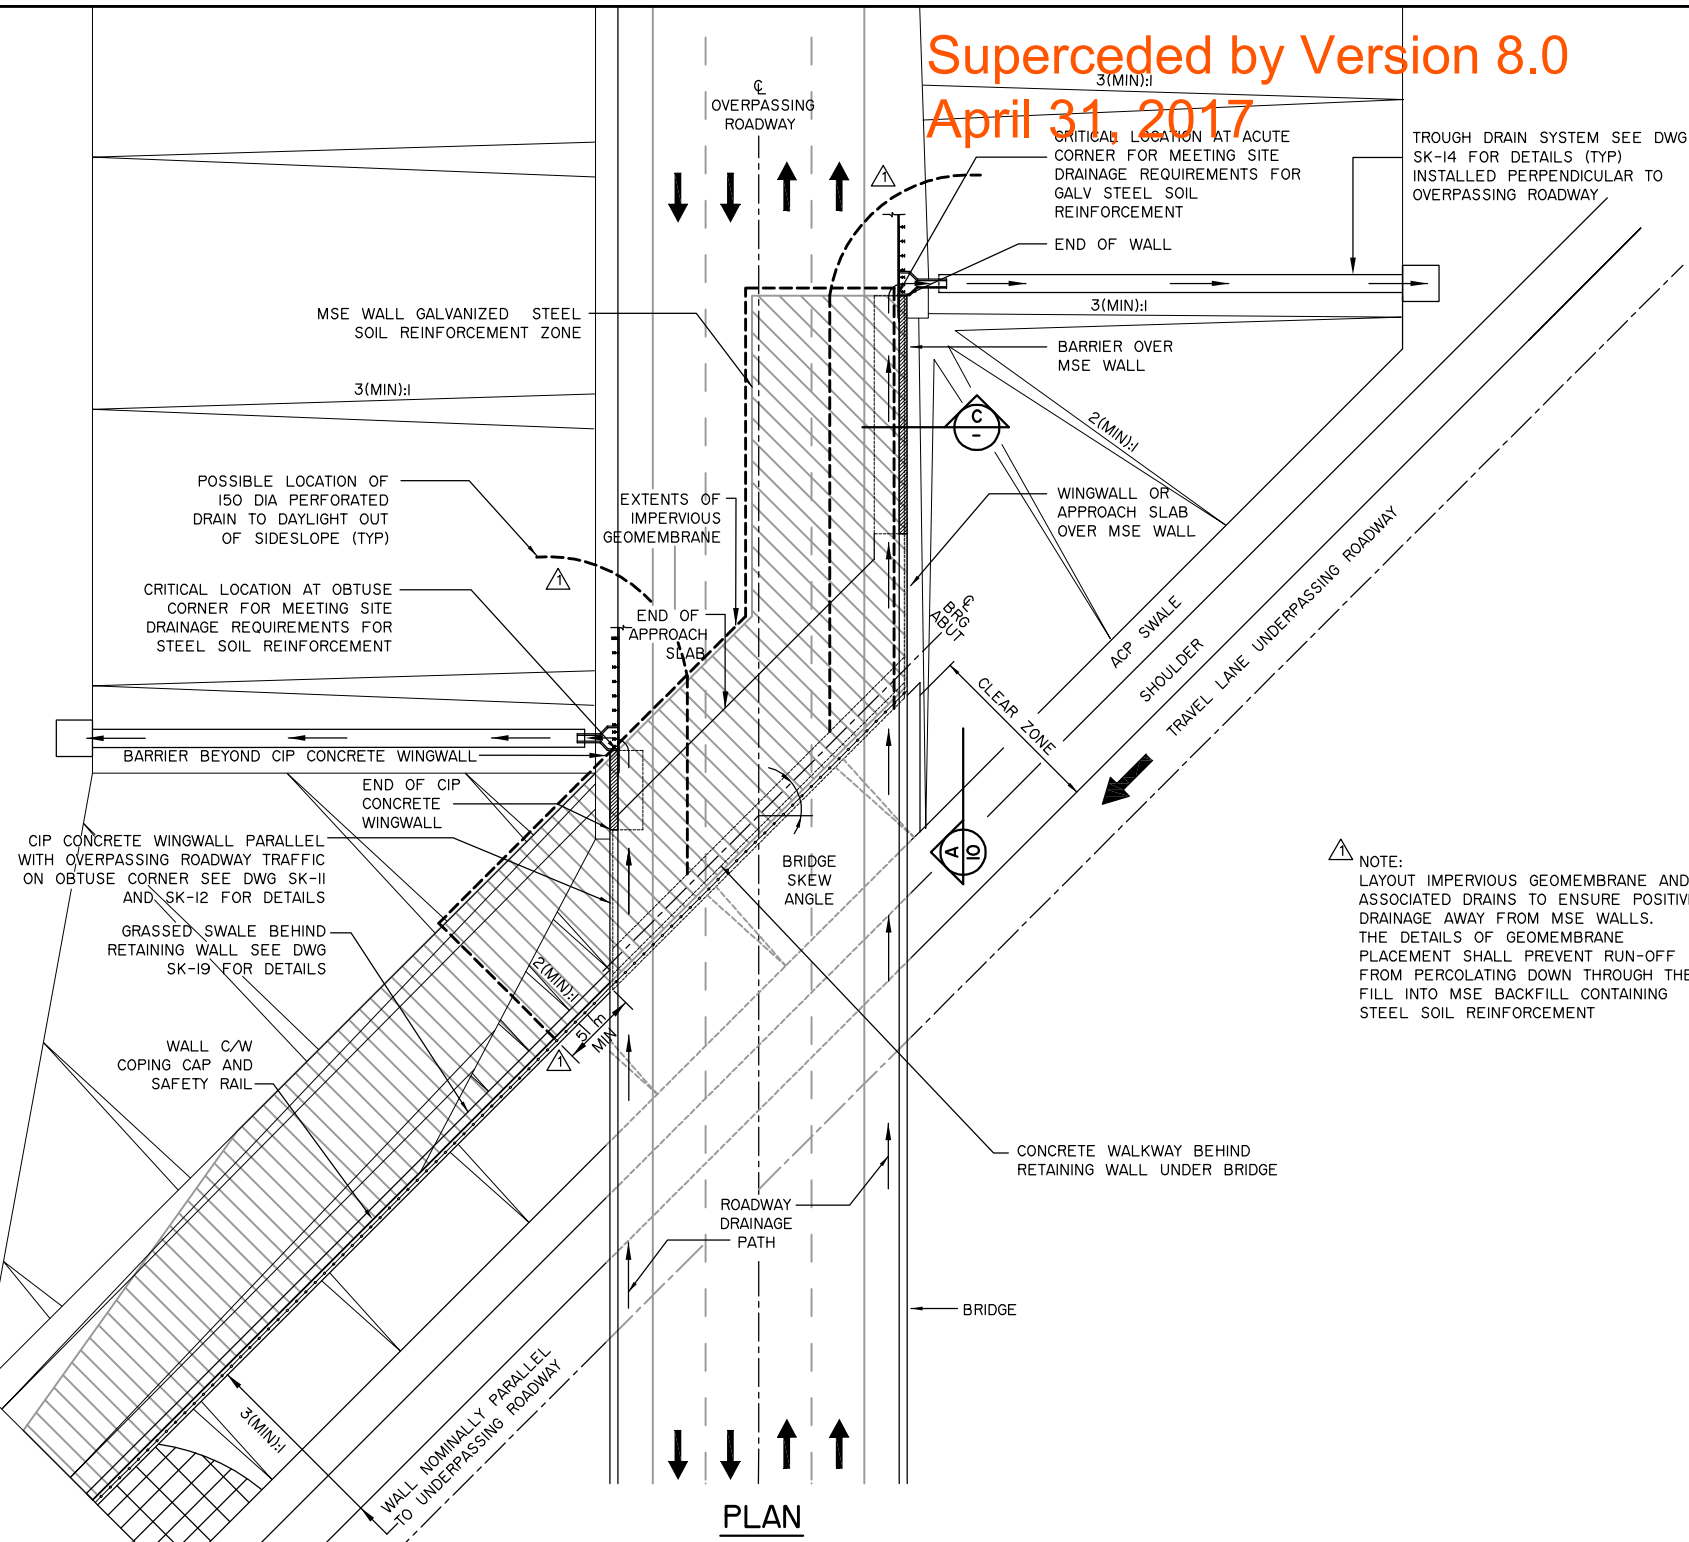 Superceded by Version 8.0
April 31, 2017
3(MIN):1
℄
OVERPASSING
ROADWAY
CRITICAL LOCATION AT ACUTE
CORNER FOR MEETING SITE
DRAINAGE REQUIREMENTS FOR
GALV STEEL SOIL
REINFORCEMENT
TROUGH DRAIN SYSTEM SEE DWG
SK-14 FOR DETAILS (TYP)
INSTALLED PERPENDICULAR TO
OVERPASSING ROADWAY
1
END OF WALL
MSE WALL GALVANIZED STEEL
SOIL REINFORCEMENT ZONE
3(MIN):1
BARRIER OVER
MSE WALL
3(MIN):1
C
-
2(MIN):1
POSSIBLE LOCATION OF
150 DIA PERFORATED
DRAIN TO DAYLIGHT OUT
OF SIDESLOPE (TYP)
EXTENTS OF
IMPERVIOUS
GEOMEMBRANE
WINGWALL OR
APPROACH SLAB
OVER MSE WALL
1
CRITICAL LOCATION AT OBTUSE
CORNER FOR MEETING SITE
DRAINAGE REQUIREMENTS FOR
STEEL SOIL REINFORCEMENT
END OF
APPROACH
SLAB
℄
BRG
ABUT
ACP SWALE
SHOULDER
TRAVEL LANE UNDERPASSING ROADWAY
CLEAR ZONE
BARRIER BEYOND CIP CONCRETE WINGWALL
END OF CIP
CONCRETE
WINGWALL
CIP CONCRETE WINGWALL PARALLEL
WITH OVERPASSING ROADWAY TRAFFIC
ON OBTUSE CORNER SEE DWG SK-11
AND SK-12 FOR DETAILS
BRIDGE
SKEW
ANGLE
A
10
1
NOTE:
LAYOUT IMPERVIOUS GEOMEMBRANE AND
ASSOCIATED DRAINS TO ENSURE POSITIV
DRAINAGE AWAY FROM MSE WALLS.
THE DETAILS OF GEOMEMBRANE
PLACEMENT SHALL PREVENT RUN-OFF
FROM PERCOLATING DOWN THROUGH THE
FILL INTO MSE BACKFILL CONTAINING
STEEL SOIL REINFORCEMENT
GRASSED SWALE BEHIND
RETAINING WALL SEE DWG
SK-19 FOR DETAILS
2(MIN):1
MIN
1
WALL C/W
COPING CAP AND
SAFETY RAIL
CONCRETE WALKWAY BEHIND
RETAINING WALL UNDER BRIDGE
ROADWAY
DRAINAGE
PATH
BRIDGE
3(MIN):1
WALL NOMINALLY PARALLEL
TO UNDERPASSING ROADWAY
PLAN